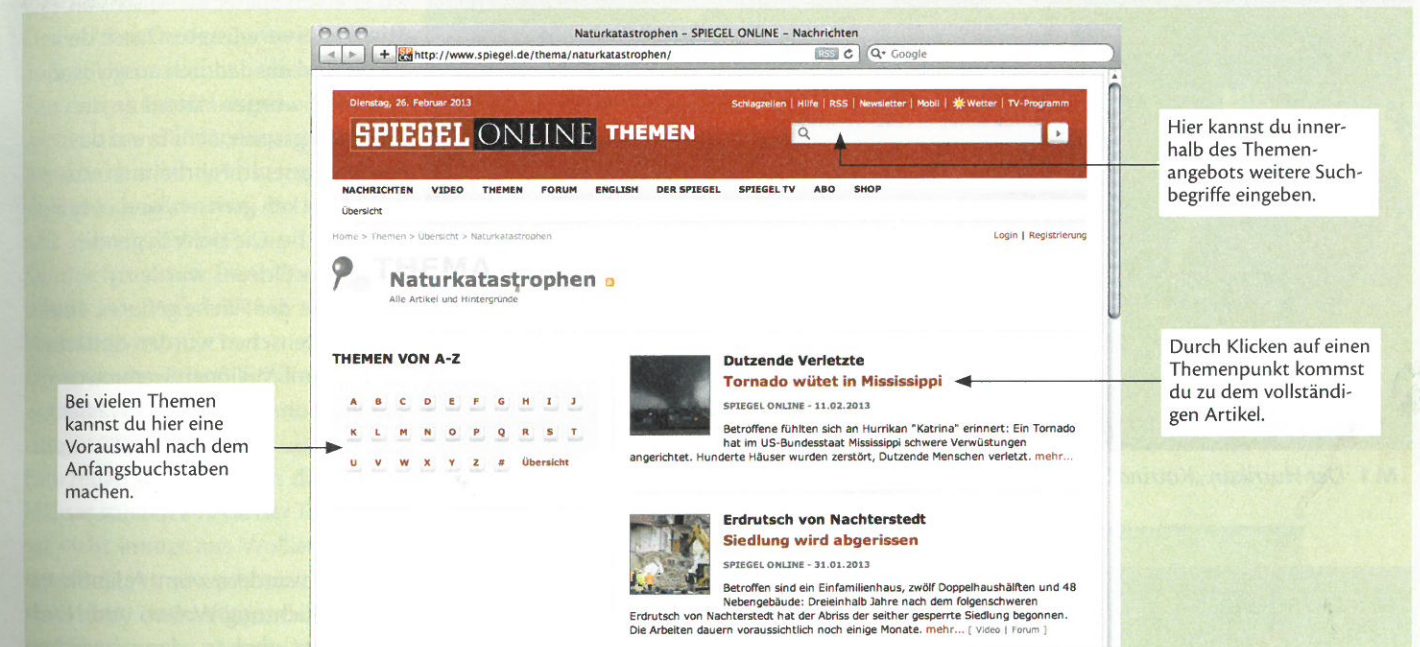 Naturkatastrophen – SPIEGEL ONLINE – Nachrichten
http://www.spiegel.de/thema/naturkatastrophen/
RSS
Google
Dienstag, 26. Februar 2013
Schlagzeilen | Hilfe | RSS | Newsletter | Mobil | Wetter | TV-Programm
SPIEGEL ONLINE THEMEN
NACHRICHTEN VIDEO THEMEN FORUM ENGLISH DER SPIEGEL SPIEGEL TV ABO SHOP
Übersicht
Home > Themen > Übersicht > Naturkatastrophen
Login | Registrierung
Naturkatastrophen
Alle Artikel und Hintergründe
THEMEN VON A-Z
A B C D E F G H I J
K L M N O P Q R S T
U V W X Y Z # Übersicht
Dutzende Verletzte
Tornado wütet in Mississippi
SPIEGEL ONLINE - 11.02.2013
Betroffene fühlten sich an Hurrikan "Katrina" erinnert: Ein Tornado
hat im US-Bundesstaat Mississippi schwere Verwüstungen
angerichtet. Hunderte Häuser wurden zerstört, Dutzende Menschen verletzt. mehr...
Erdrutsch von Nachterstedt
Siedlung wird abgerissen
SPIEGEL ONLINE - 31.01.2013
Betroffen sind ein Einfamilienhaus, zwölf Doppelhaushälften und 48
Nebengebäude: Dreieinhalb Jahre nach dem folgenschweren
Erdrutsch von Nachterstedt hat der Abriss der seither gesperrte Siedlung begonnen.
Die Arbeiten dauern voraussichtlich noch einige Monate. mehr... [ Video | Forum ]
Hier kannst du inner-
halb des Themen-
angebots weitere Such-
begriffe eingeben.
Durch Klicken auf einen
Themenpunkt kommst
du zu dem vollständi-
gen Artikel.
Bei vielen Themen
kannst du hier eine
Vorauswahl nach dem
Anfangsbuchstaben
machen.